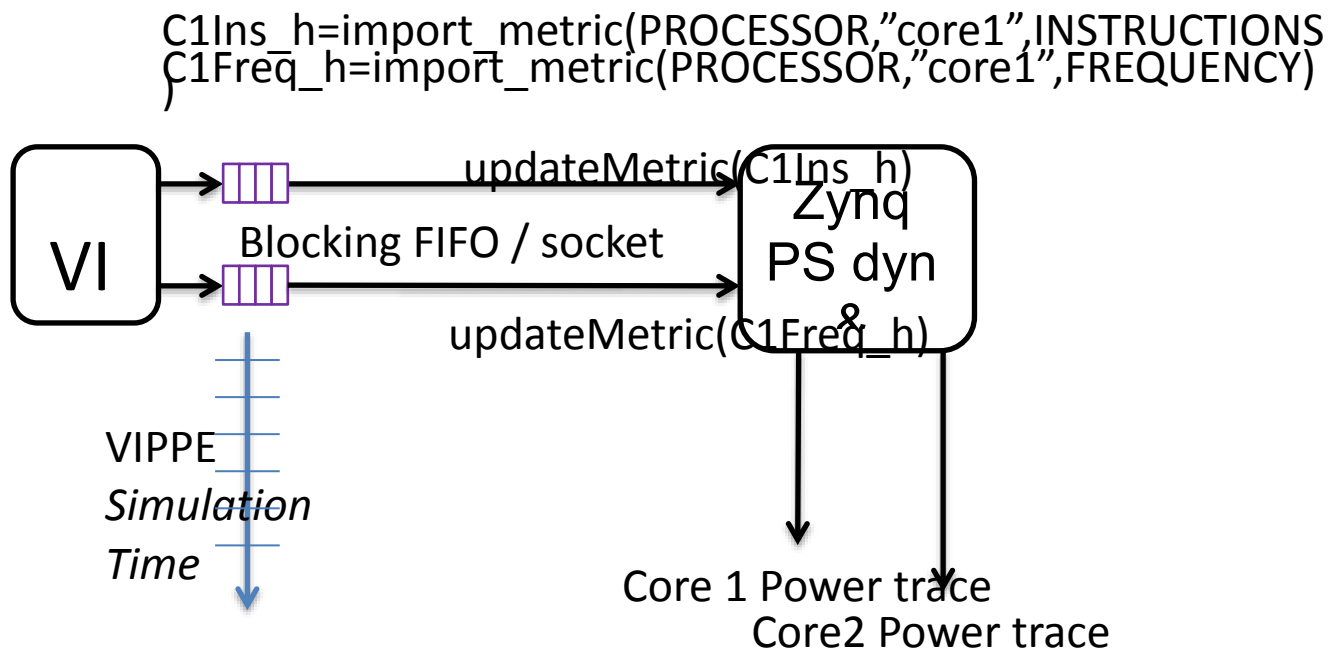 C1Ins_h=import_metric(PROCESSOR,”core1”,INSTRUCTIONS
)
C1Freq_h=import_metric(PROCESSOR,”core1”,FREQUENCY)
updateMetric(C1Ins_h)
VI
Blocking FIFO / socket
Zynq
PS dyn
&
updateMetric(C1Freq_h)
VIPPE
Simulation
Time
Core 1 Power trace
Core2 Power trace